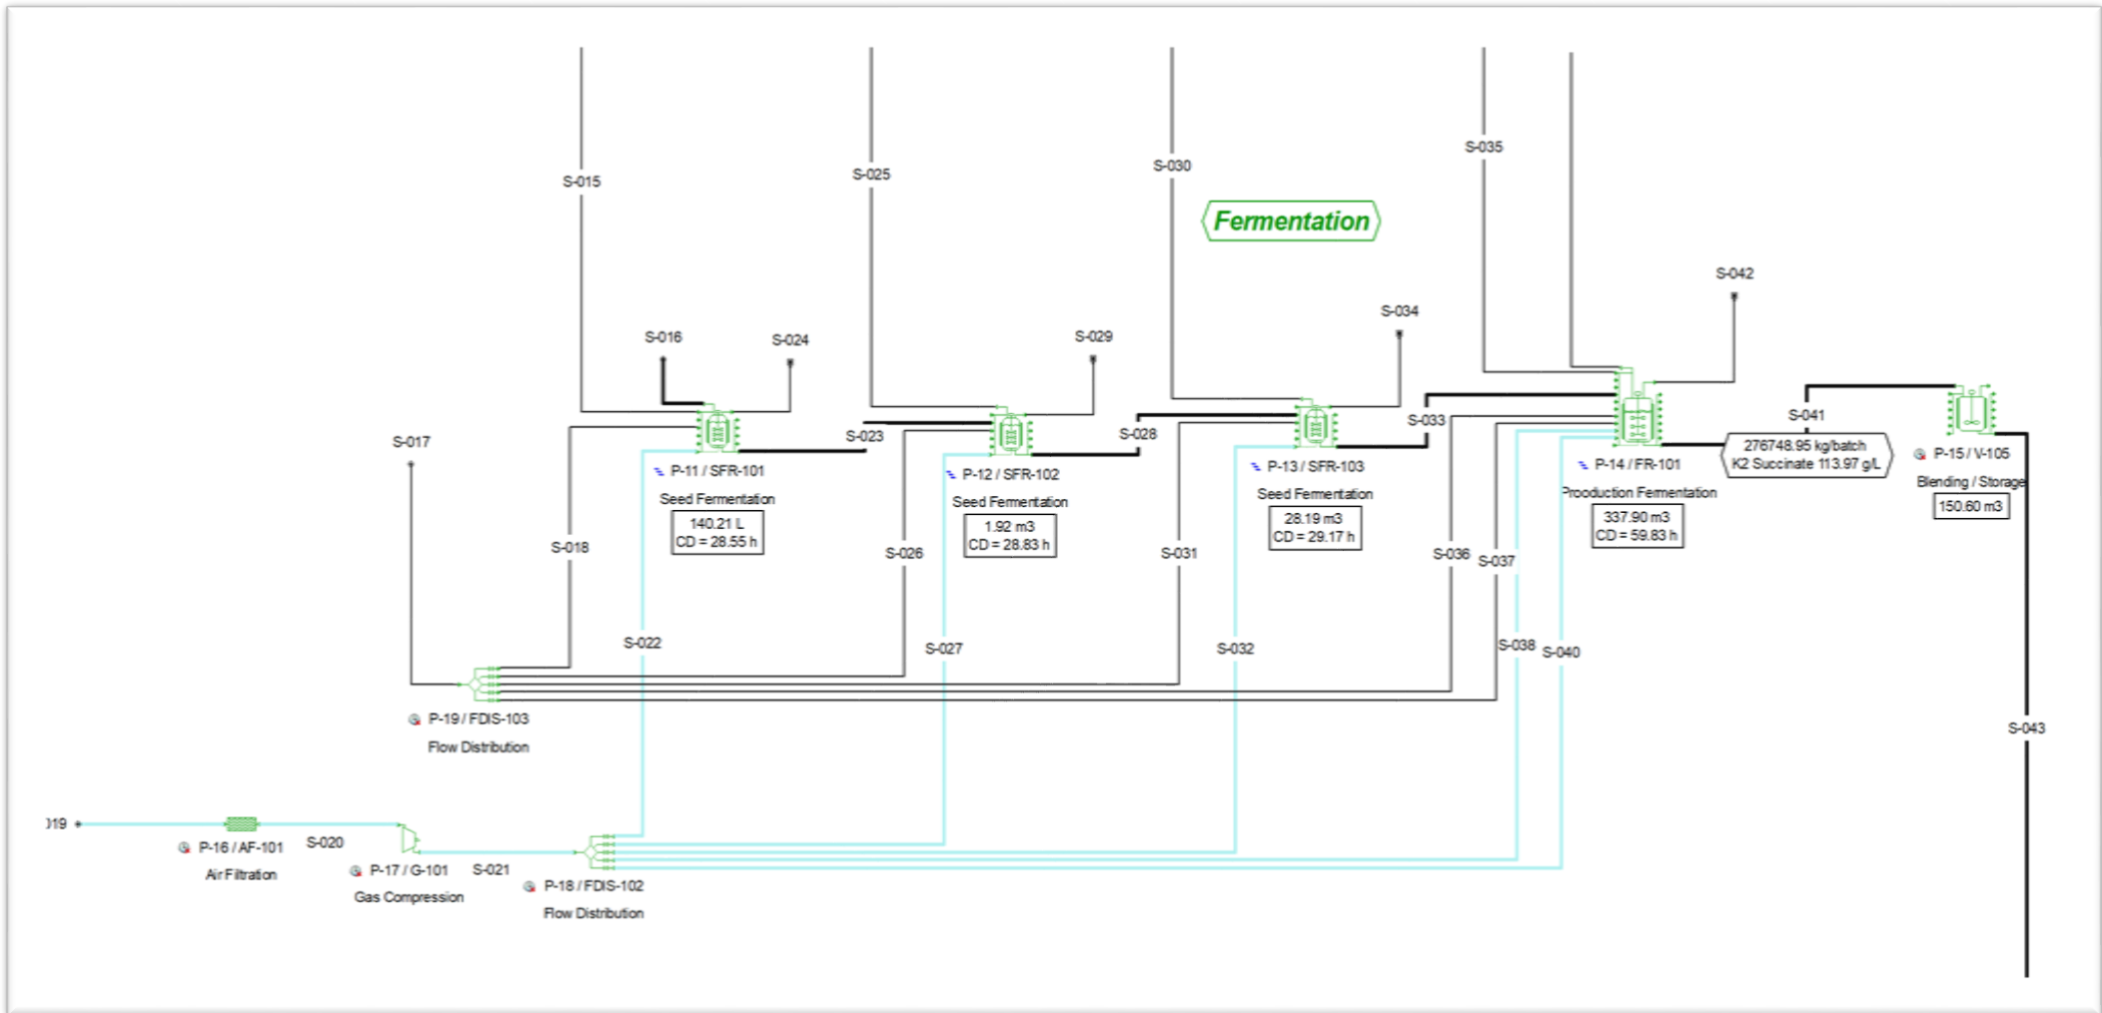 S-035
S-030
S-025
S-015
Fermentation
S-042
S-034
S-016
S-024
S-029
S-041
S-033
S-023
S-028
S-017
276748.95 kg/batch
K2 Succinate 113.97 g/L
P-15 / V-105
Blending / Storage
150.60 m3
P-11 / SFR-101
Seed Fermentation
140.21 L
CD = 28.55 h
P-12 / SFR-102
Seed Fermentation
1.92 m3
CD = 28.83 h
P-13 / SFR-103
Seed Fermentation
28.19 m3
CD = 29.17 h
P-14 / FR-101
Prooduction Fermentation
337.90 m3
CD = 59.83 h
S-018
S-026
S-031
S-036
S-037
S-022
S-027
S-032
S-038
S-040
P-19 / FDIS-103
Flow Distribution
S-043
019
P-16 / AF-101
Air Filtration
S-020
P-17 / G-101
Gas Compression
S-021
P-18 / FDIS-102
Flow Distribution